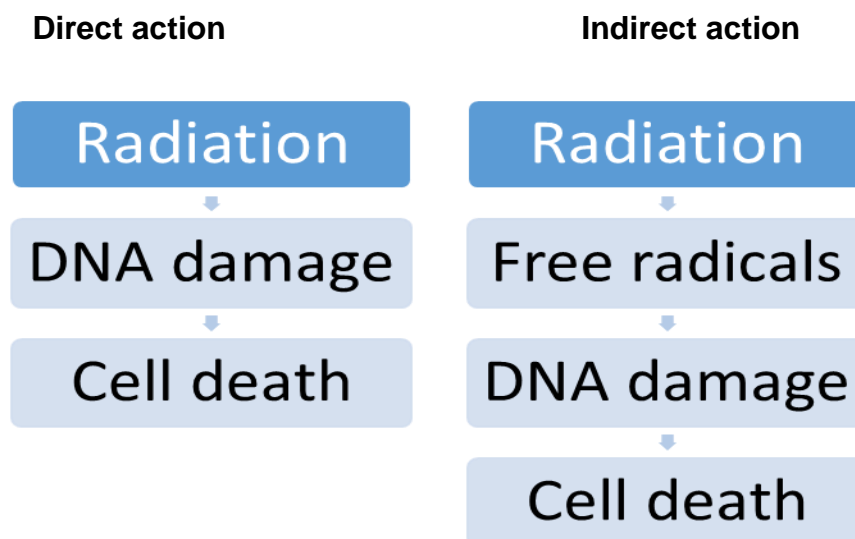 Direct action
Radiation
DNA damage
Cell death
Indirect action
Radiation
Free radicals
DNA damage
Cell death